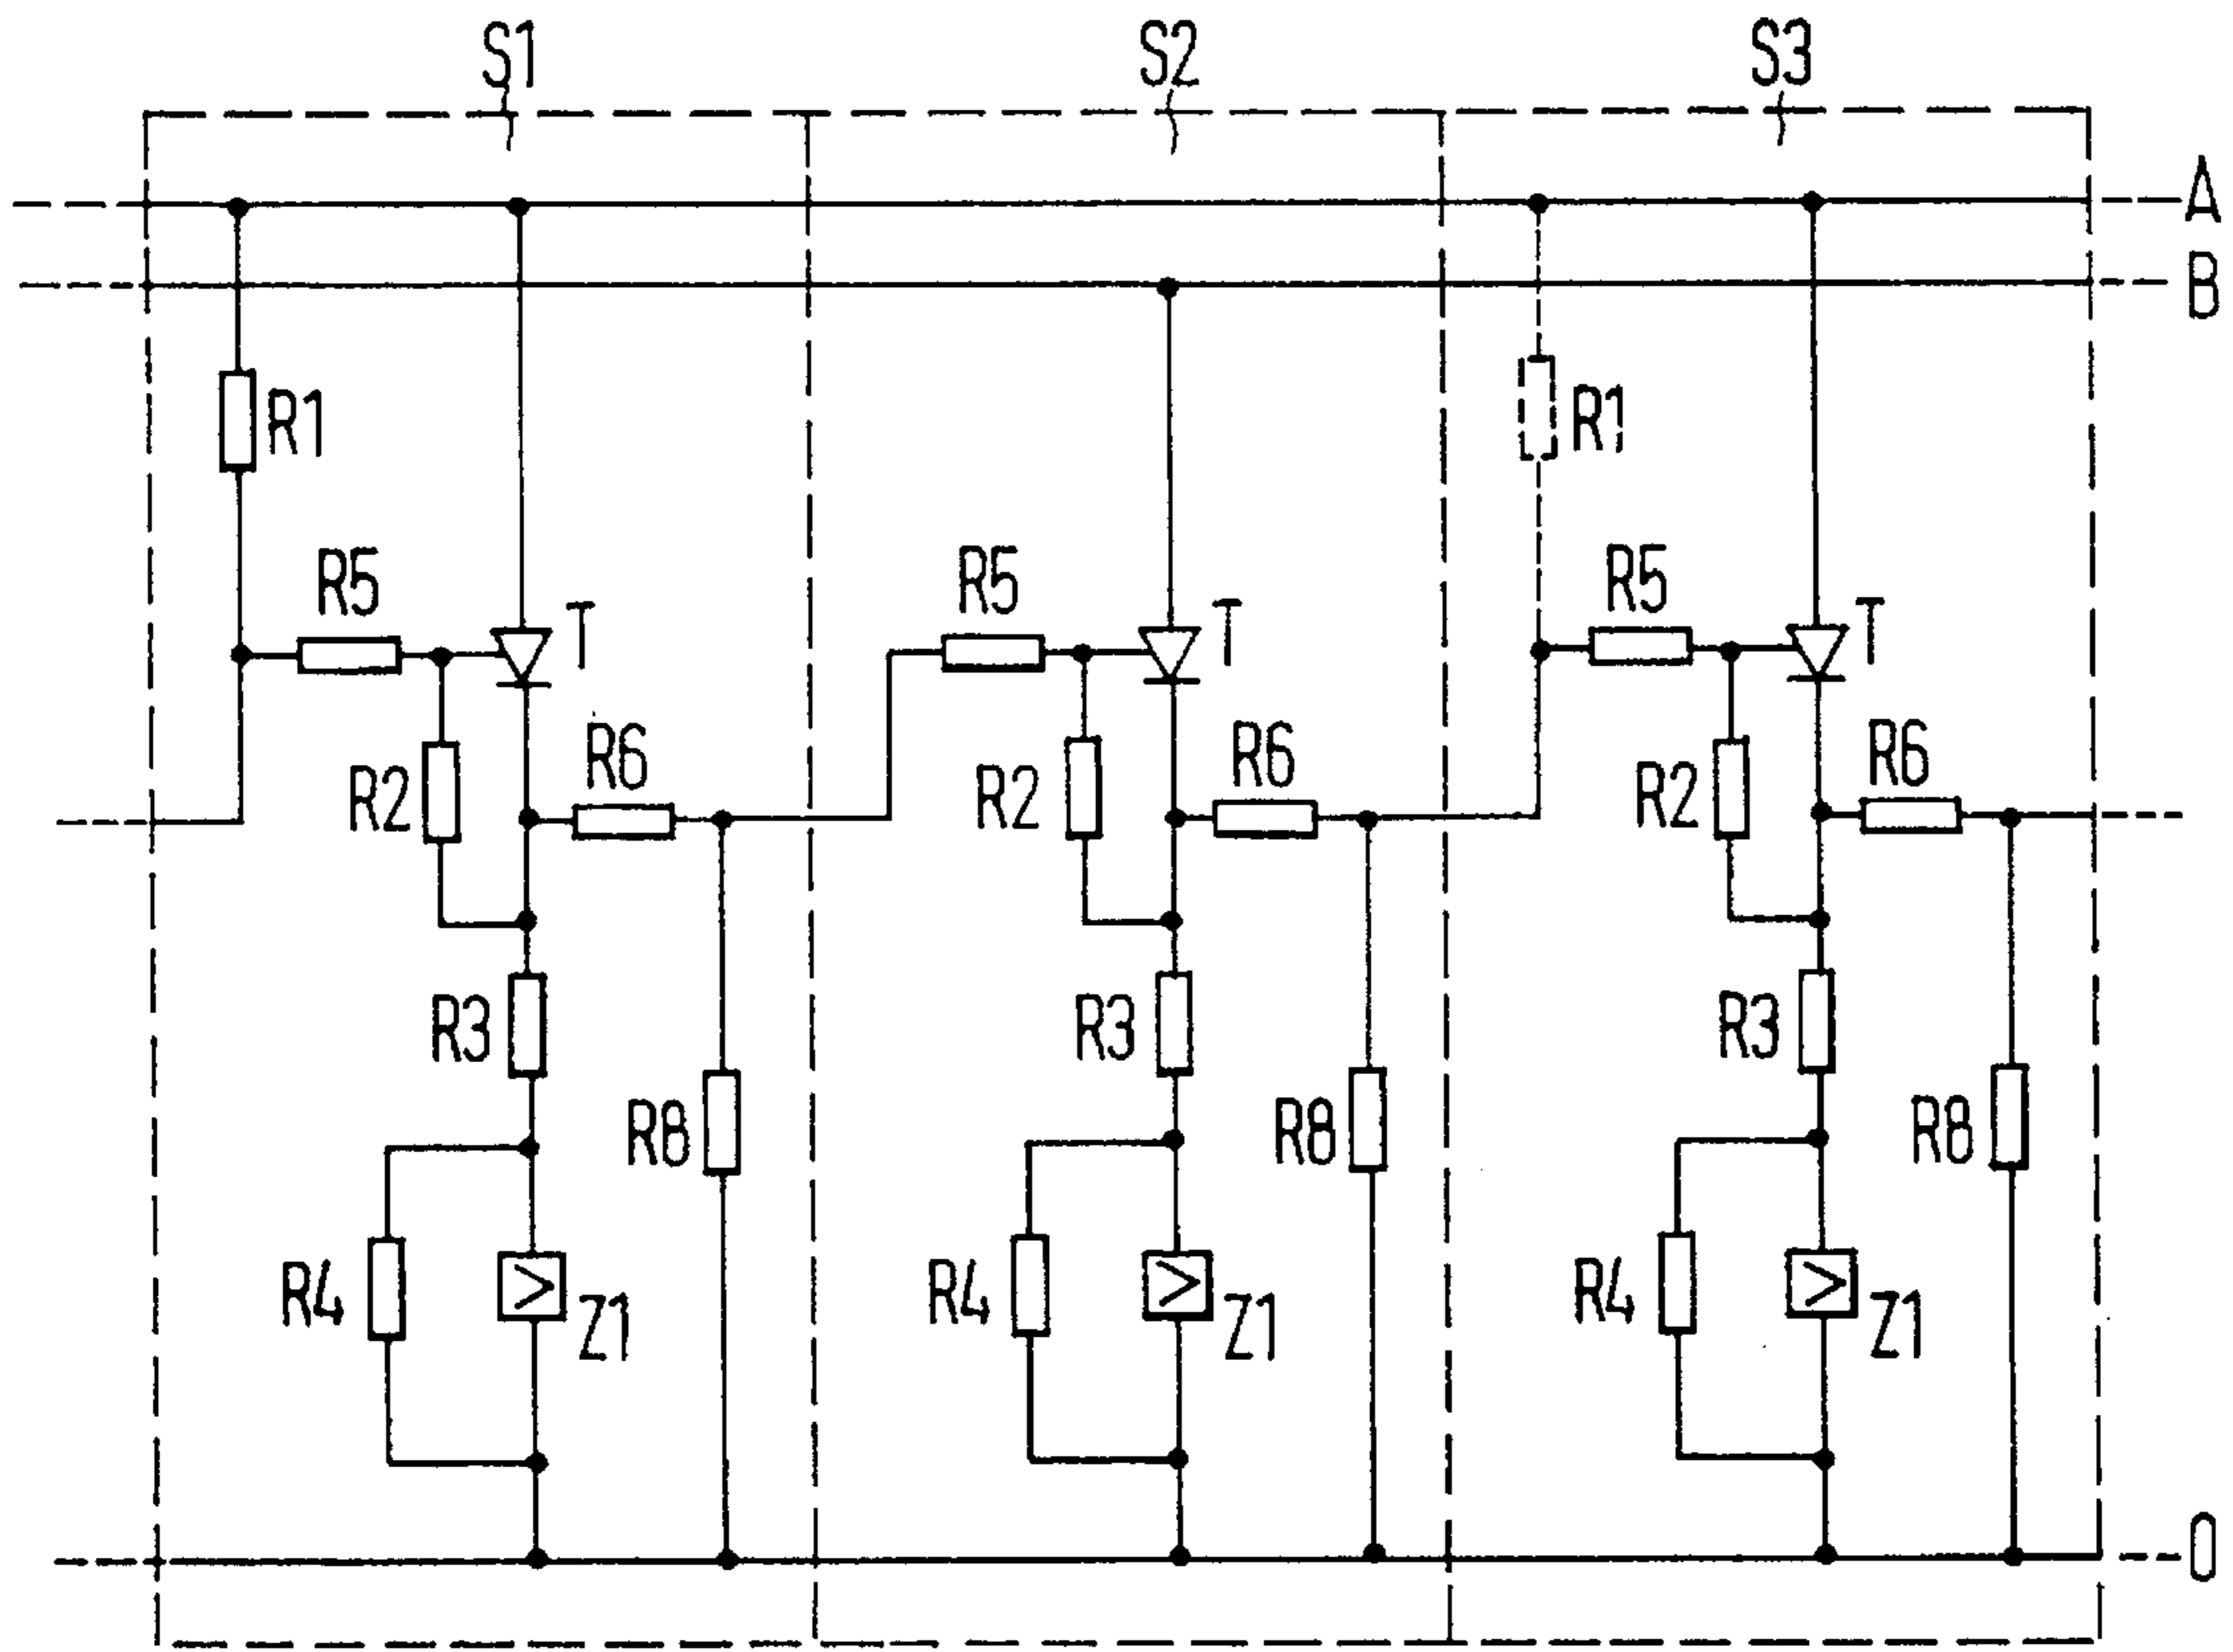 S1 S2 S3
A
B
R1 R1
R5 T R5 T R5 T
R2 R6 R2 R6 R2 R6
R3 R3 R3
R8 R8 R8
R4 Z1 R4 Z1 R4 Z1
0